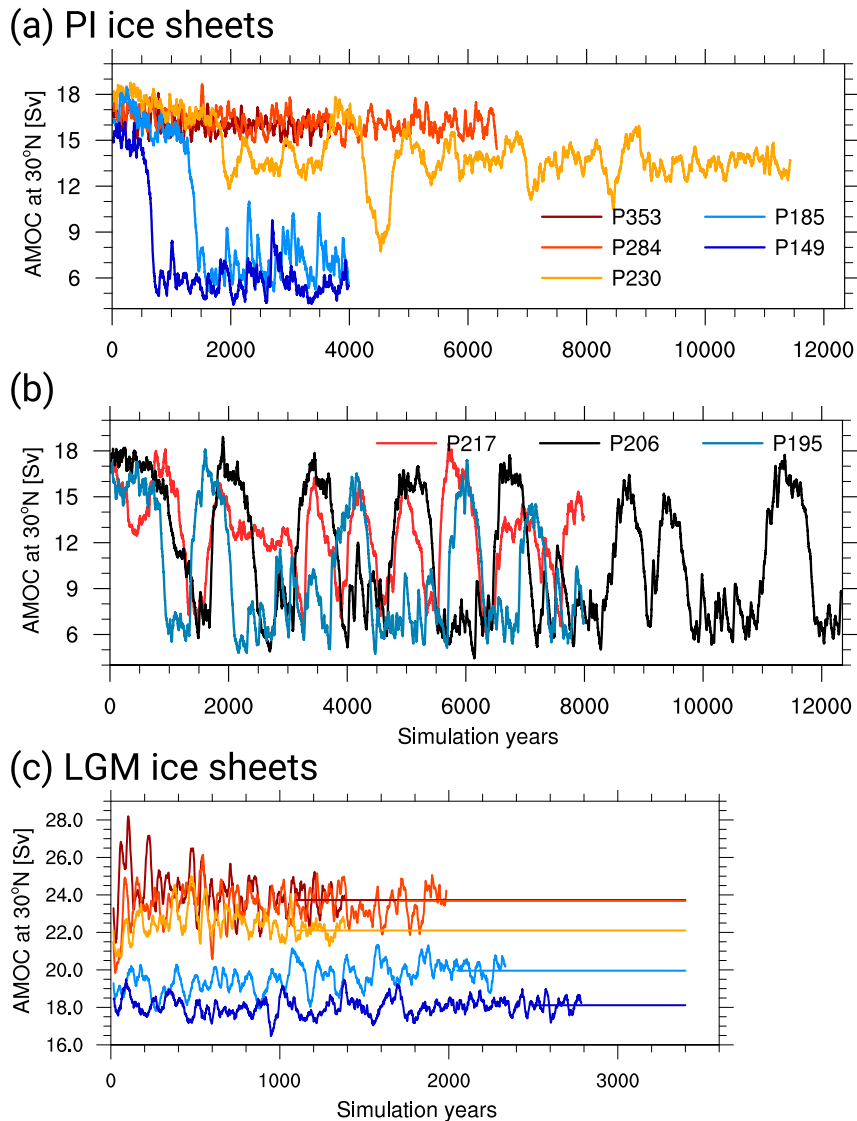 (a) PI ice sheets
AMOC at 30°N [Sv]
18
15
12
9
6
P353
P284
P230
P185
P149
0 2000 4000 6000 8000 10000 12000
(b)
AMOC at 30°N [Sv]
18
15
12
9
6
P217 P206 P195
0 2000 4000 6000 8000 10000 12000
Simulation years
(c) LGM ice sheets
AMOC at 30°N [Sv]
28.0
26.0
24.0
22.0
20.0
18.0
16.0
0 1000 2000 3000
Simulation years